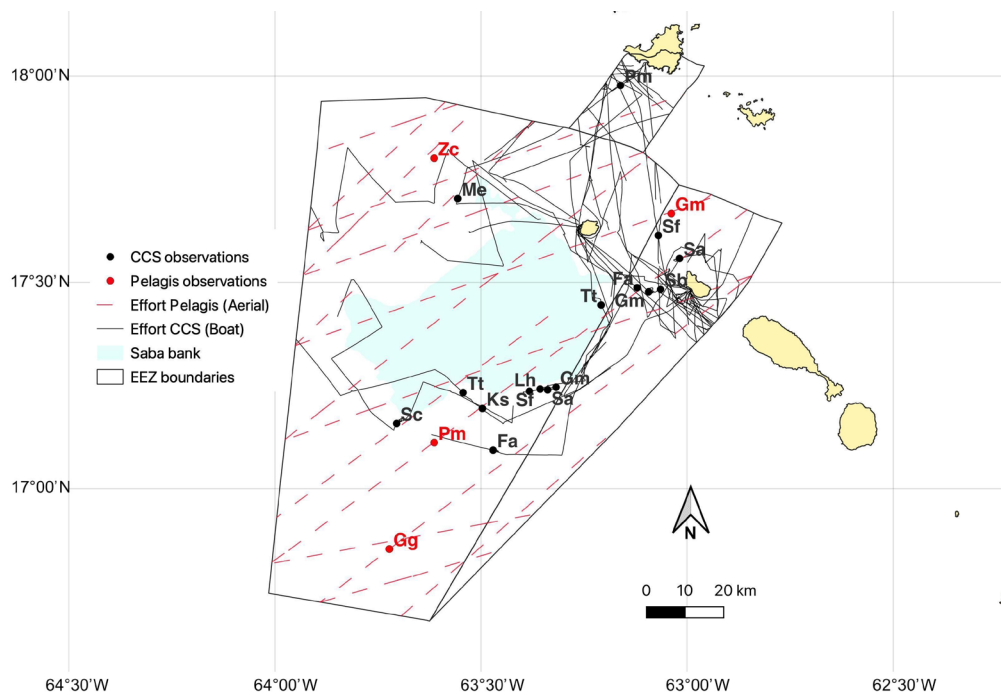 18°00'N
Pm
Zc
Me
Gm
Sf
Sa
CCS observations
Pelagis observations
Effort Pelagis (Aerial)
Effort CCS (Boat)
Saba bank
EEZ boundaries
17°30'N
Fa
Sb
Tt
Gm
Tt
Lh
Gm
Ks
Sf
Sa
Sc
Pm
Fa
17°00'N
Gg
N
0 10 20 km
64°30'W 64°00'W 63°30'W 63°00'W 62°30'W